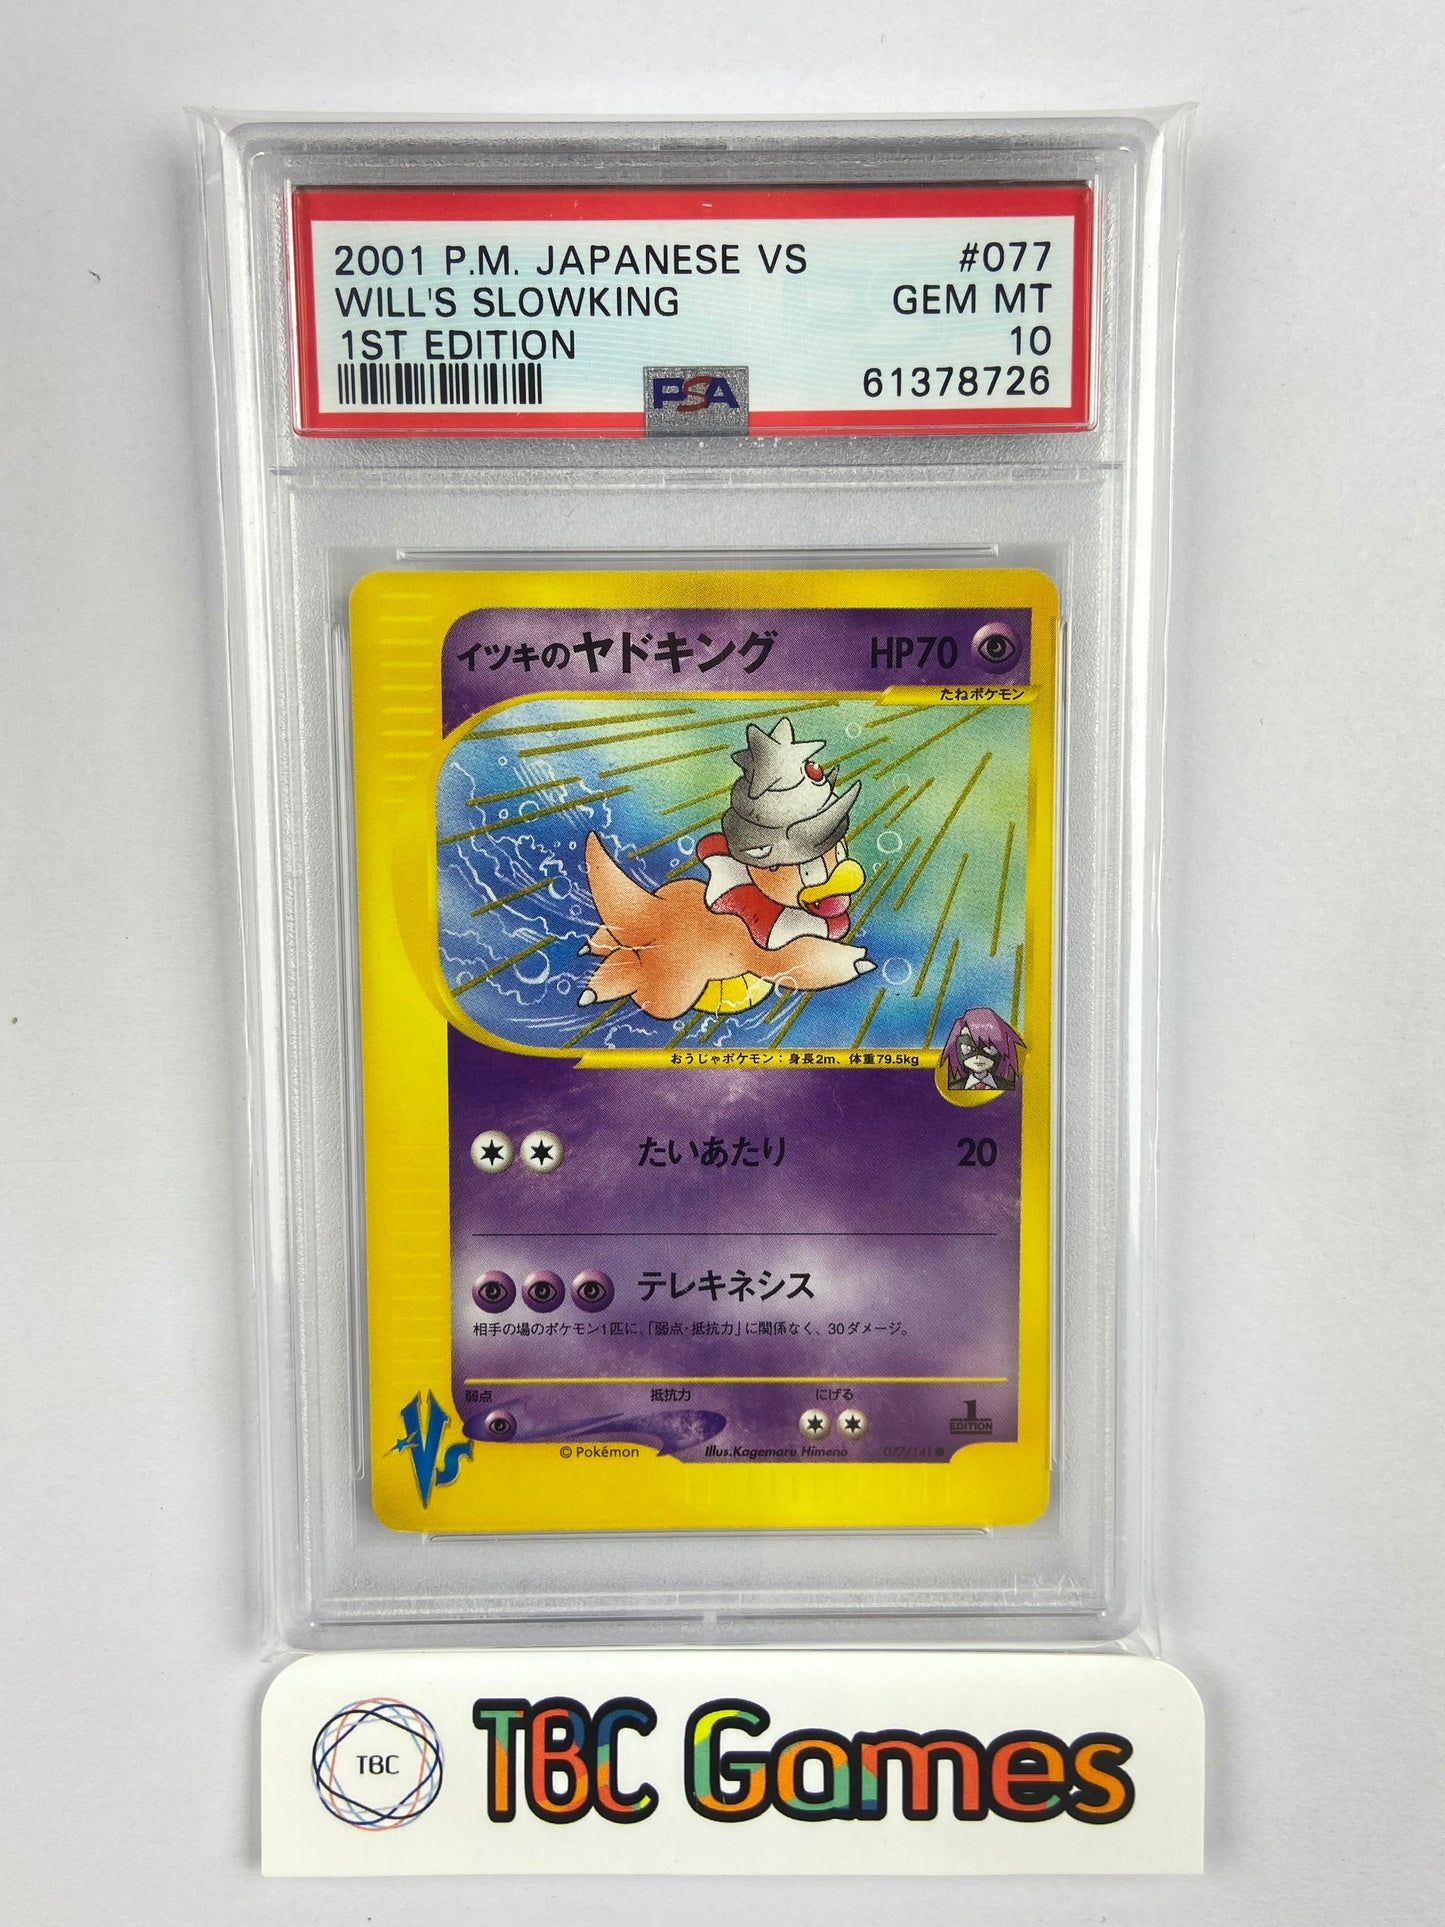 2001 P.M. JAPANESE VS #077
WILL'S SLOWKING GEM MT
1ST EDITION 10
61378726
PSA
イツキのヤドキング HP70
たねポケモン
おうじゃポケモン：身長2m、体重79.5kg
たいあたり 20
テレキネシス
相手の場のポケモン1匹に、「弱点・抵抗力」に関係なく、30ダメージ。
弱点 抵抗力 にげる
1
EDITION
Vs
© Pokémon Illus.Kagemaru Himeno 077/141●
TBC TBC Games